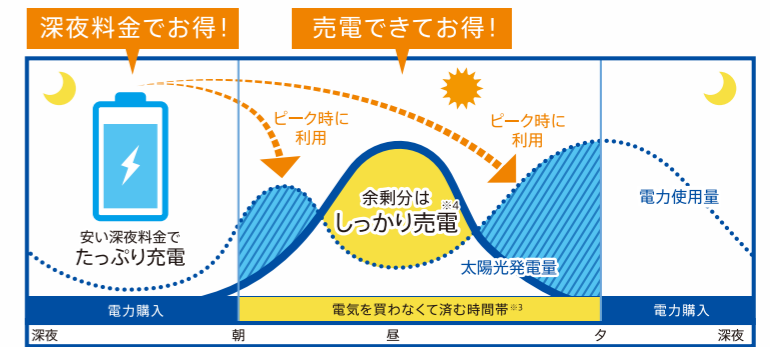 深夜料金でお得!
売電できてお得!
ピーク時に
利用
ピーク時に
利用
安い深夜料金で
たっぷり充電
余剰分は
しっかり売電※4
電力使用量
太陽光発電量
電力購入
電気を買わなくて済む時間帯※3
電力購入
深夜
朝
昼
夕
深夜